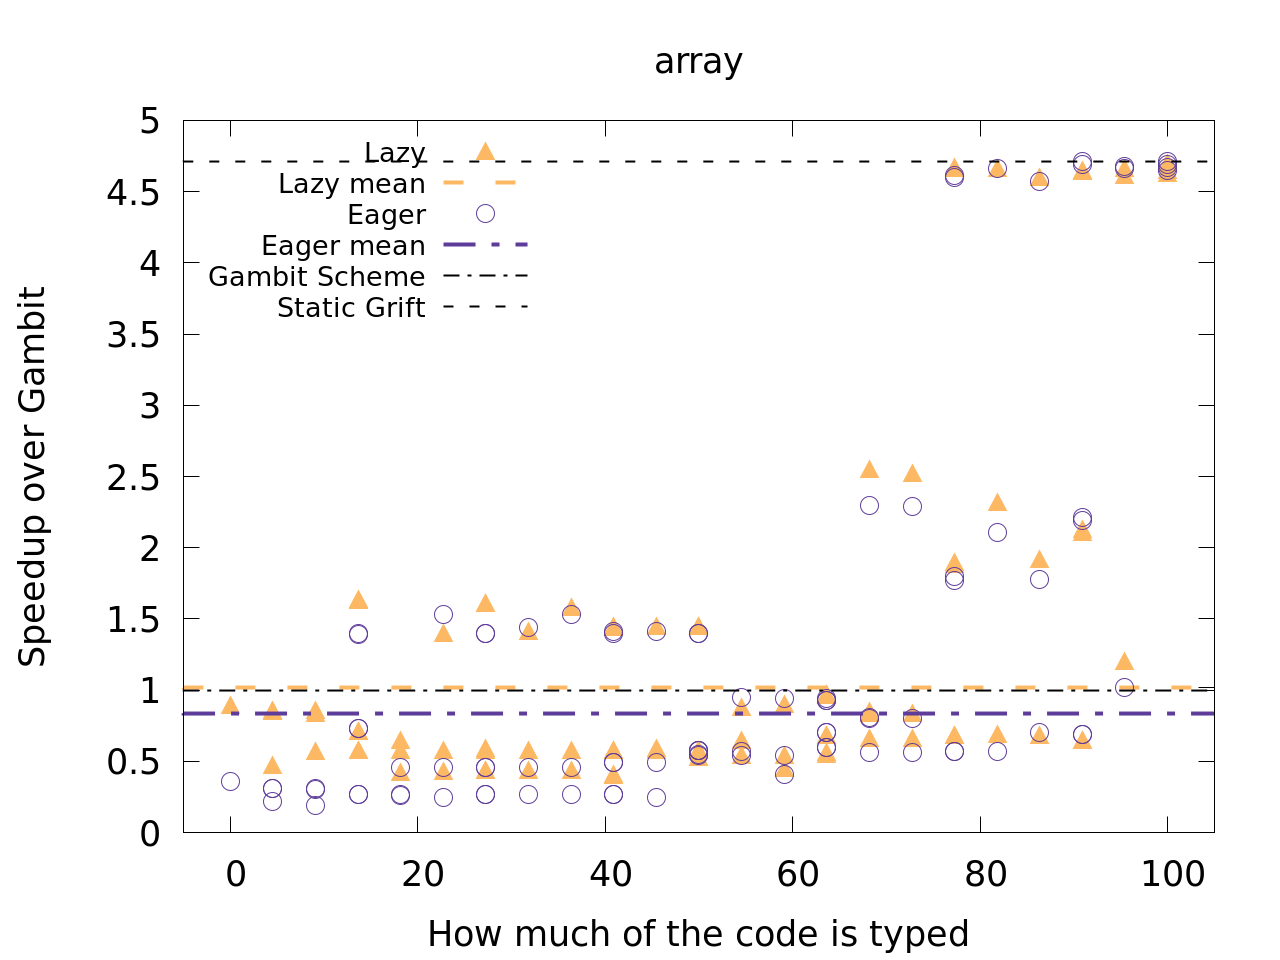 array
5
4.5
4
3.5
3
2.5
2
1.5
1
0.5
0
Speedup over Gambit
Lazy
Lazy mean
Eager
Eager mean
Gambit Scheme
Static Grift
0 20 40 60 80 100
How much of the code is typed